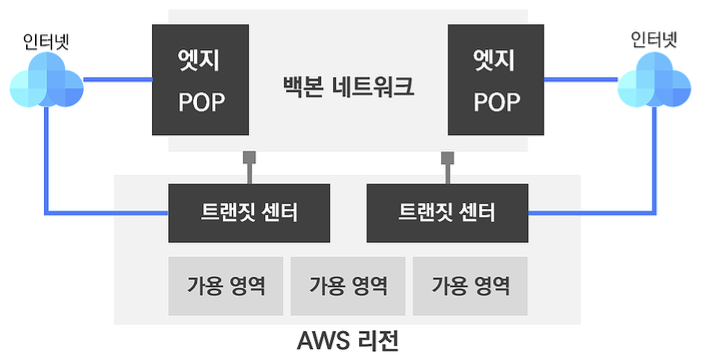 인터넷
인터넷
엣지
POP
백본 네트워크
엣지
POP
트랜짓 센터
트랜짓 센터
가용 영역
가용 영역
가용 영역
AWS 리전